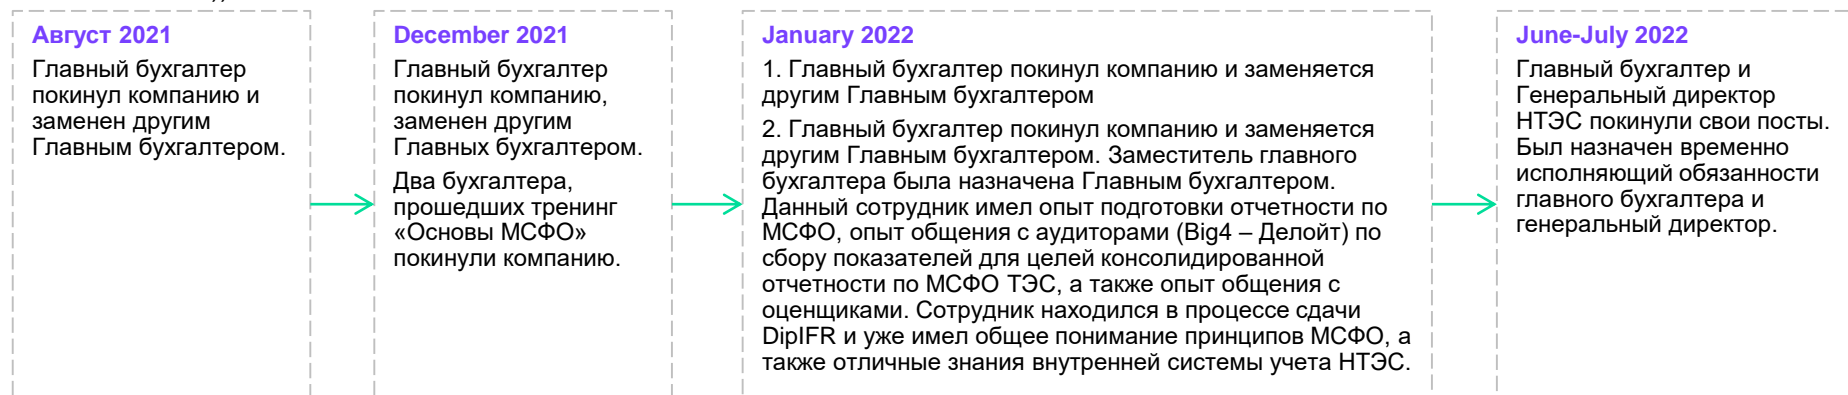 Август 2021
Главный бухгалтер
покинул компанию и
заменен другим
Главным бухгалтером.
December 2021
Главный бухгалтер
покинул компанию,
заменен другим
Главных бухгалтером.
Два бухгалтера,
прошедших тренинг
«Основы МСФО»
покинули компанию.
January 2022
1. Главный бухгалтер покинул компанию и заменяется
другим Главным бухгалтером
2. Главный бухгалтер покинул компанию и заменяется
другим Главным бухгалтером. Заместитель главного
бухгалтера была назначена Главным бухгалтером.
Данный сотрудник имел опыт подготовки отчетности по
МСФО, опыт общения с аудиторами (Big4 – Делойт) по
сбору показателей для целей консолидированной
отчетности по МСФО ТЭС, а также опыт общения с
оценщиками. Сотрудник находился в процессе сдачи
DipIFR и уже имел общее понимание принципов МСФО, а
также отличные знания внутренней системы учета НТЭС.
June-July 2022
Главный бухгалтер и
Генеральный директор
НТЭС покинули свои посты.
Был назначен временно
исполняющий обязанности
главного бухгалтера и
генеральный директор.